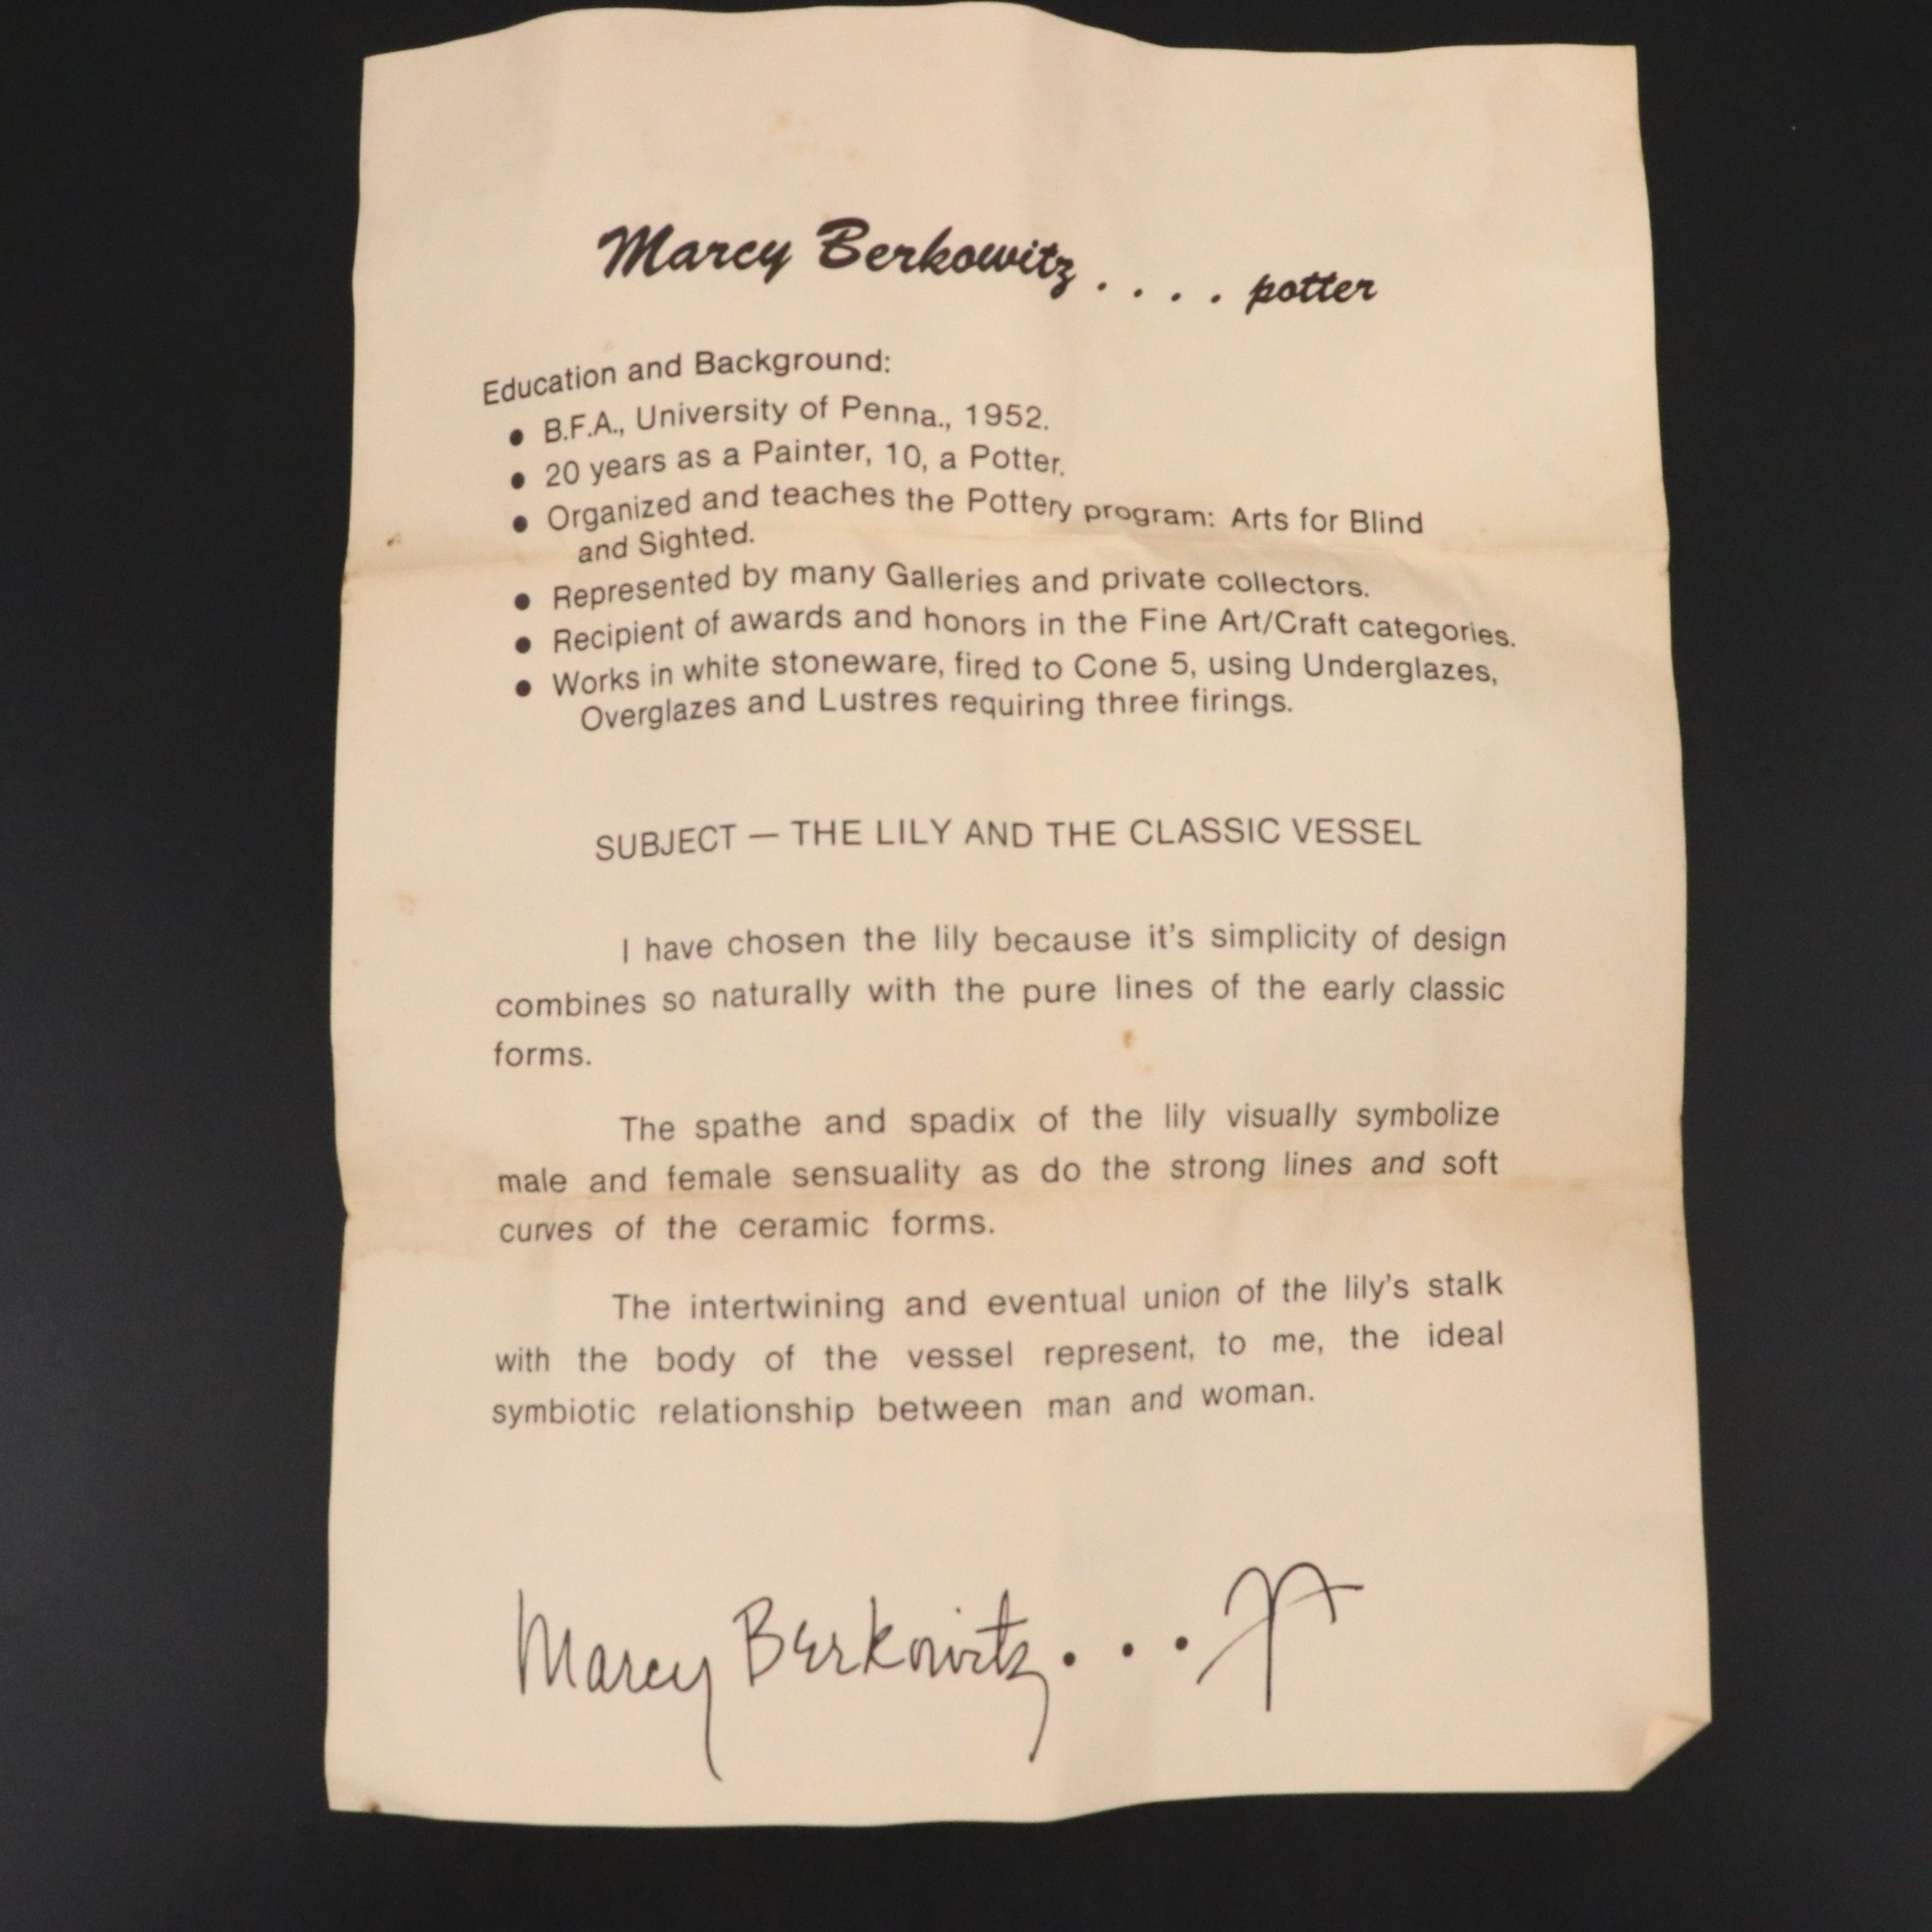 Marcy Berkowitz . . . . potter
Education and Background:
● B.F.A., University of Penna., 1952.
● 20 years as a Painter, 10, a Potter.
● Organized and teaches the Pottery program: Arts for Blind
and Sighted.
● Represented by many Galleries and private collectors.
● Recipient of awards and honors in the Fine Art/Craft categories.
● Works in white stoneware, fired to Cone 5, using Underglazes,
Overglazes and Lustres requiring three firings.
SUBJECT — THE LILY AND THE CLASSIC VESSEL
I have chosen the lily because it's simplicity of design
combines so naturally with the pure lines of the early classic
forms.
The spathe and spadix of the lily visually symbolize
male and female sensuality as do the strong lines and soft
curves of the ceramic forms.
The intertwining and eventual union of the lily's stalk
with the body of the vessel represent, to me, the ideal
symbiotic relationship between man and woman.
Marcy Berkowitz . . .